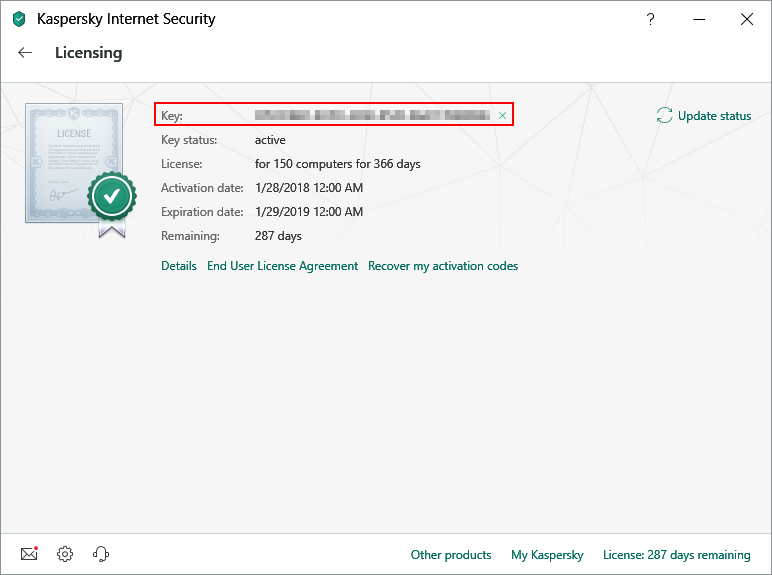 Kaspersky Internet Security
?
Licensing
LICENSE
Key:
Update status
Key status: active
License: for 150 computers for 366 days
Activation date: 1/28/2018 12:00 AM
Expiration date: 1/29/2019 12:00 AM
Remaining: 287 days
Details End User License Agreement Recover my activation codes
Other products My Kaspersky License: 287 days remaining